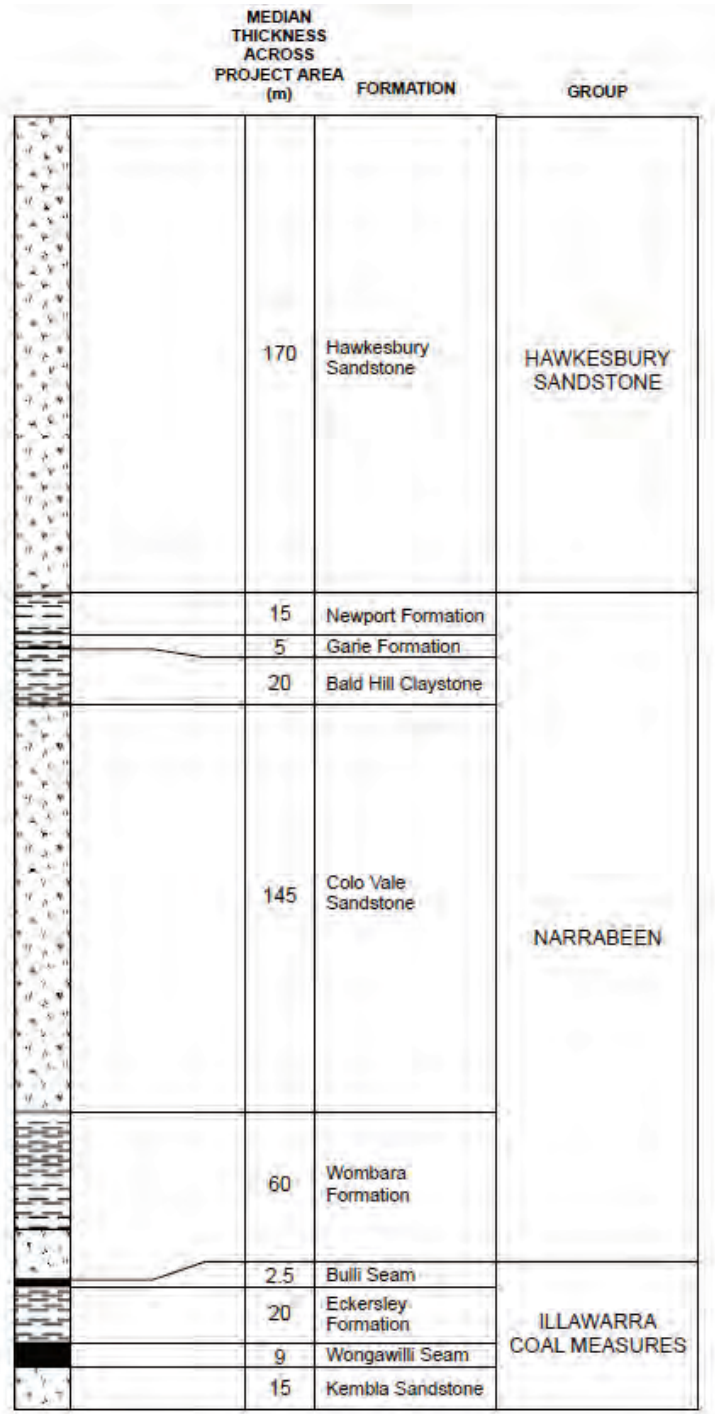 MEDIAN
THICKNESS
ACROSS
PROJECT AREA
(m)
FORMATION
GROUP
170
Hawkesbury
Sandstone
HAWKESBURY
SANDSTONE
15
Newport Formation
5
Garie Formation
20
Bald Hill Claystone
145
Colo Vale
Sandstone
NARRABEEN
60
Wombara
Formation
2.5
Bulli Seam
20
Eckersley
Formation
ILLAWARRA
COAL MEASURES
9
Wongawilli Seam
15
Kembla Sandstone